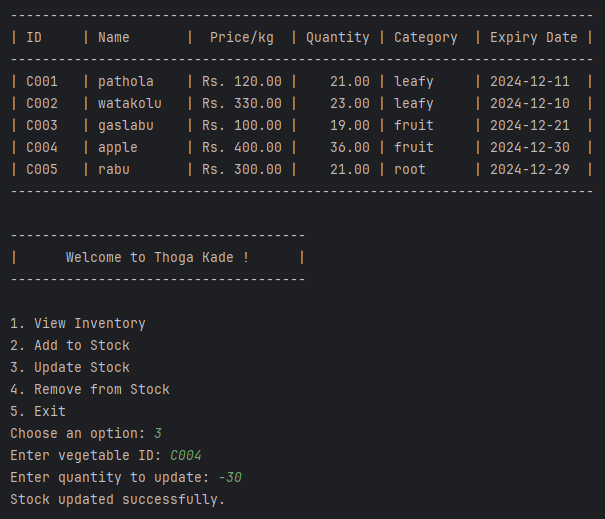 -------------------------------------------------------------------------
| ID     | Name       |  Price/kg  | Quantity | Category  | Expiry Date |
-------------------------------------------------------------------------
| C001   | pathola    | Rs. 120.00 |    21.00 | leafy     | 2024-12-11  |
| C002   | watakolu   | Rs. 330.00 |    23.00 | leafy     | 2024-12-10  |
| C003   | gaslabu    | Rs. 100.00 |    19.00 | fruit     | 2024-12-21  |
| C004   | apple      | Rs. 400.00 |    36.00 | fruit     | 2024-12-30  |
| C005   | rabu       | Rs. 300.00 |    21.00 | root      | 2024-12-29  |
-------------------------------------------------------------------------
-------------------------------------
|      Welcome to Thoga Kade !      |
-------------------------------------
1. View Inventory
2. Add to Stock
3. Update Stock
4. Remove from Stock
5. Exit
Choose an option: 3
Enter vegetable ID: C004
Enter quantity to update: -30
Stock updated successfully.